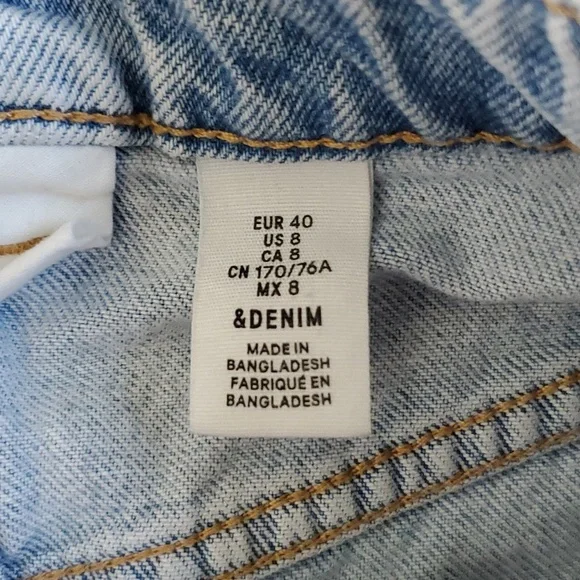 EUR 40
US 8
CA 8
CN 170/76A
MX 8
&DENIM
MADE IN
BANGLADESH
FABRIQUÉ EN
BANGLADESH